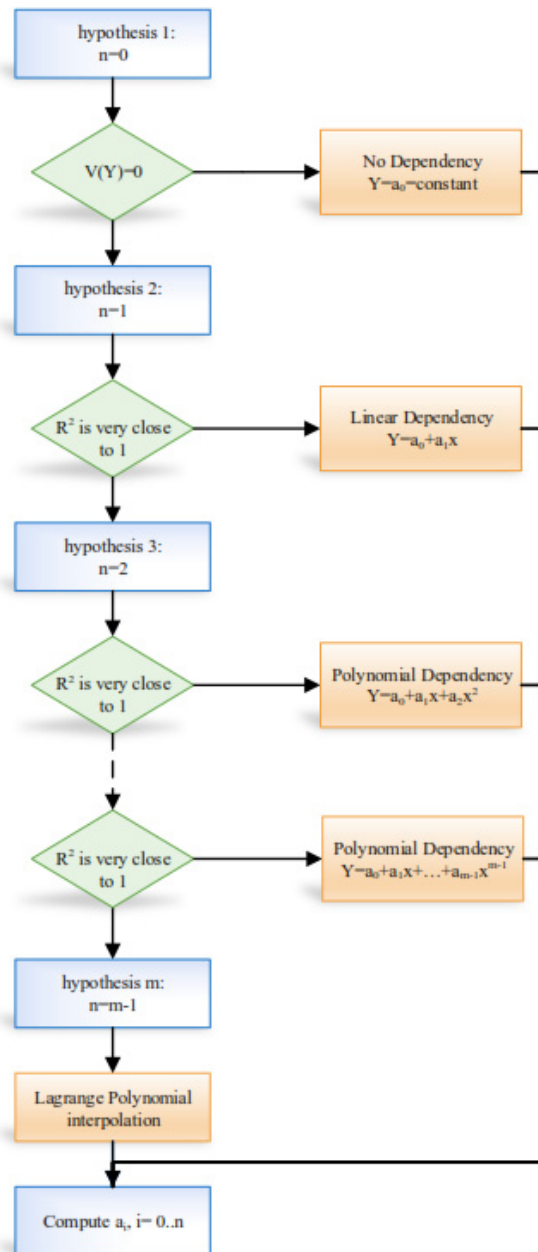 hypothesis 1:
n=0
V(Y)=0
No Dependency
Y=a₀=constant
hypothesis 2:
n=1
R² is very close
to 1
Linear Dependency
Y=a₀+a₁x
hypothesis 3:
n=2
R² is very close
to 1
Polynomial Dependency
Y=a₀+a₁x+a₂x²
R² is very close
to 1
Polynomial Dependency
Y=a₀+a₁x+…+aₘ₋₁xᵐ⁻¹
hypothesis m:
n=m-1
Lagrange Polynomial
interpolation
Compute aᵢ, i= 0..n